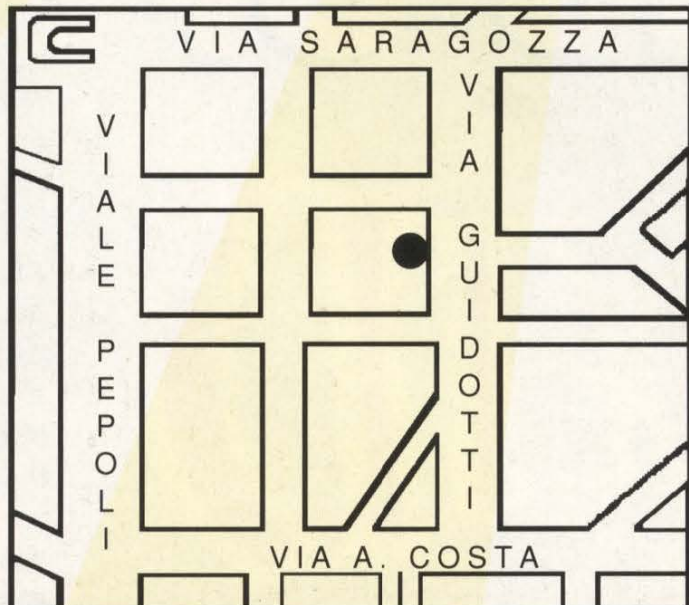 VIA SARAGOZZA
VIALE PEPOLI
VIA GUIDOTTI
VIA A. COSTA